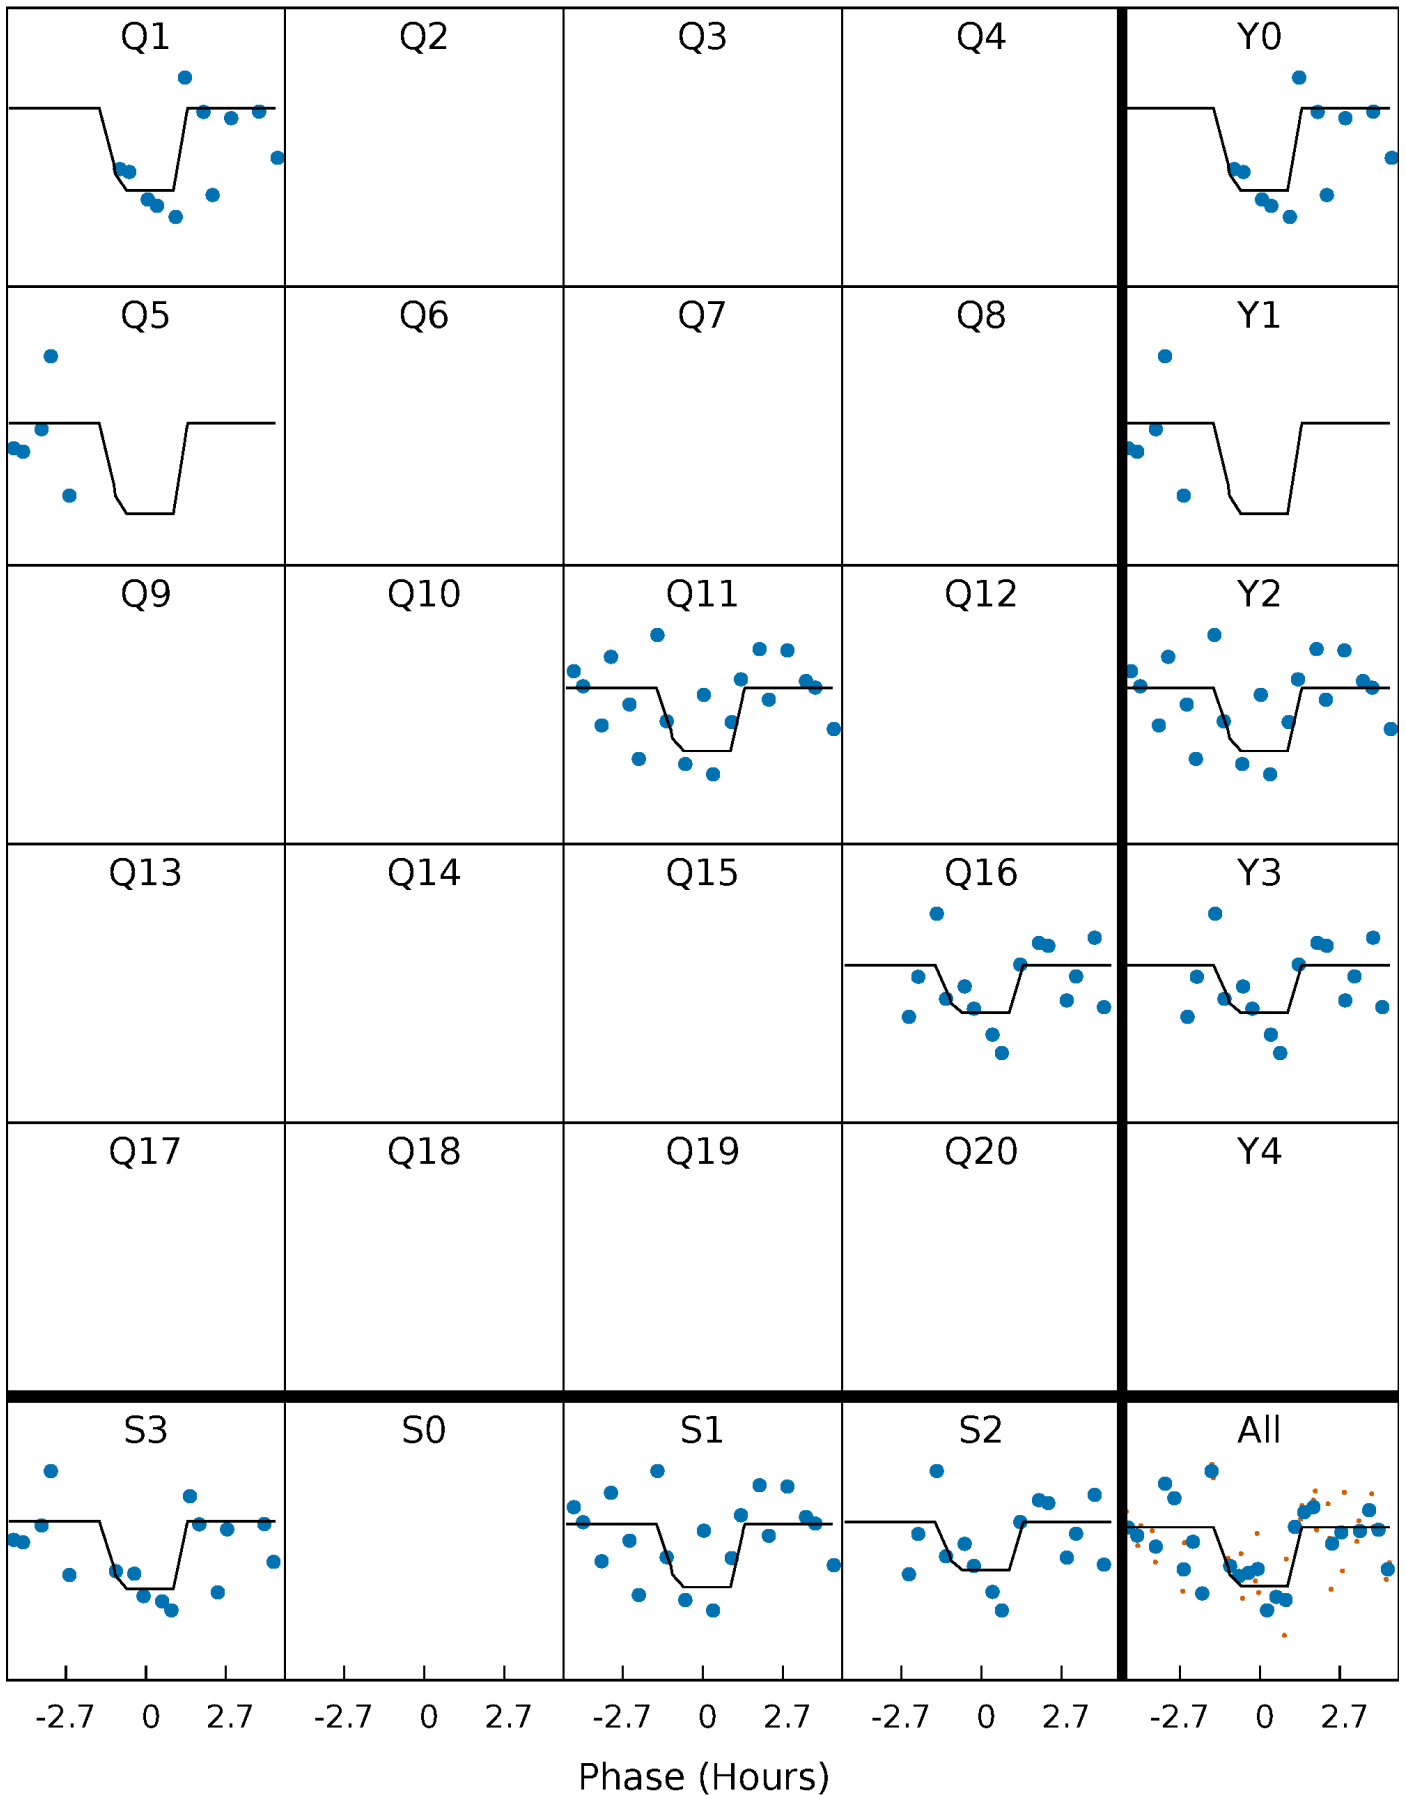 Q1 Q2 Q3 Q4 Y0
Q5 Q6 Q7 Q8 Y1
Q9 Q10 Q11 Q12 Y2
Q13 Q14 Q15 Q16 Y3
Q17 Q18 Q19 Q20 Y4
S3 S0 S1 S2 All
-2.7 0 2.7 -2.7 0 2.7 -2.7 0 2.7 -2.7 0 2.7 -2.7 0 2.7
Phase (Hours)